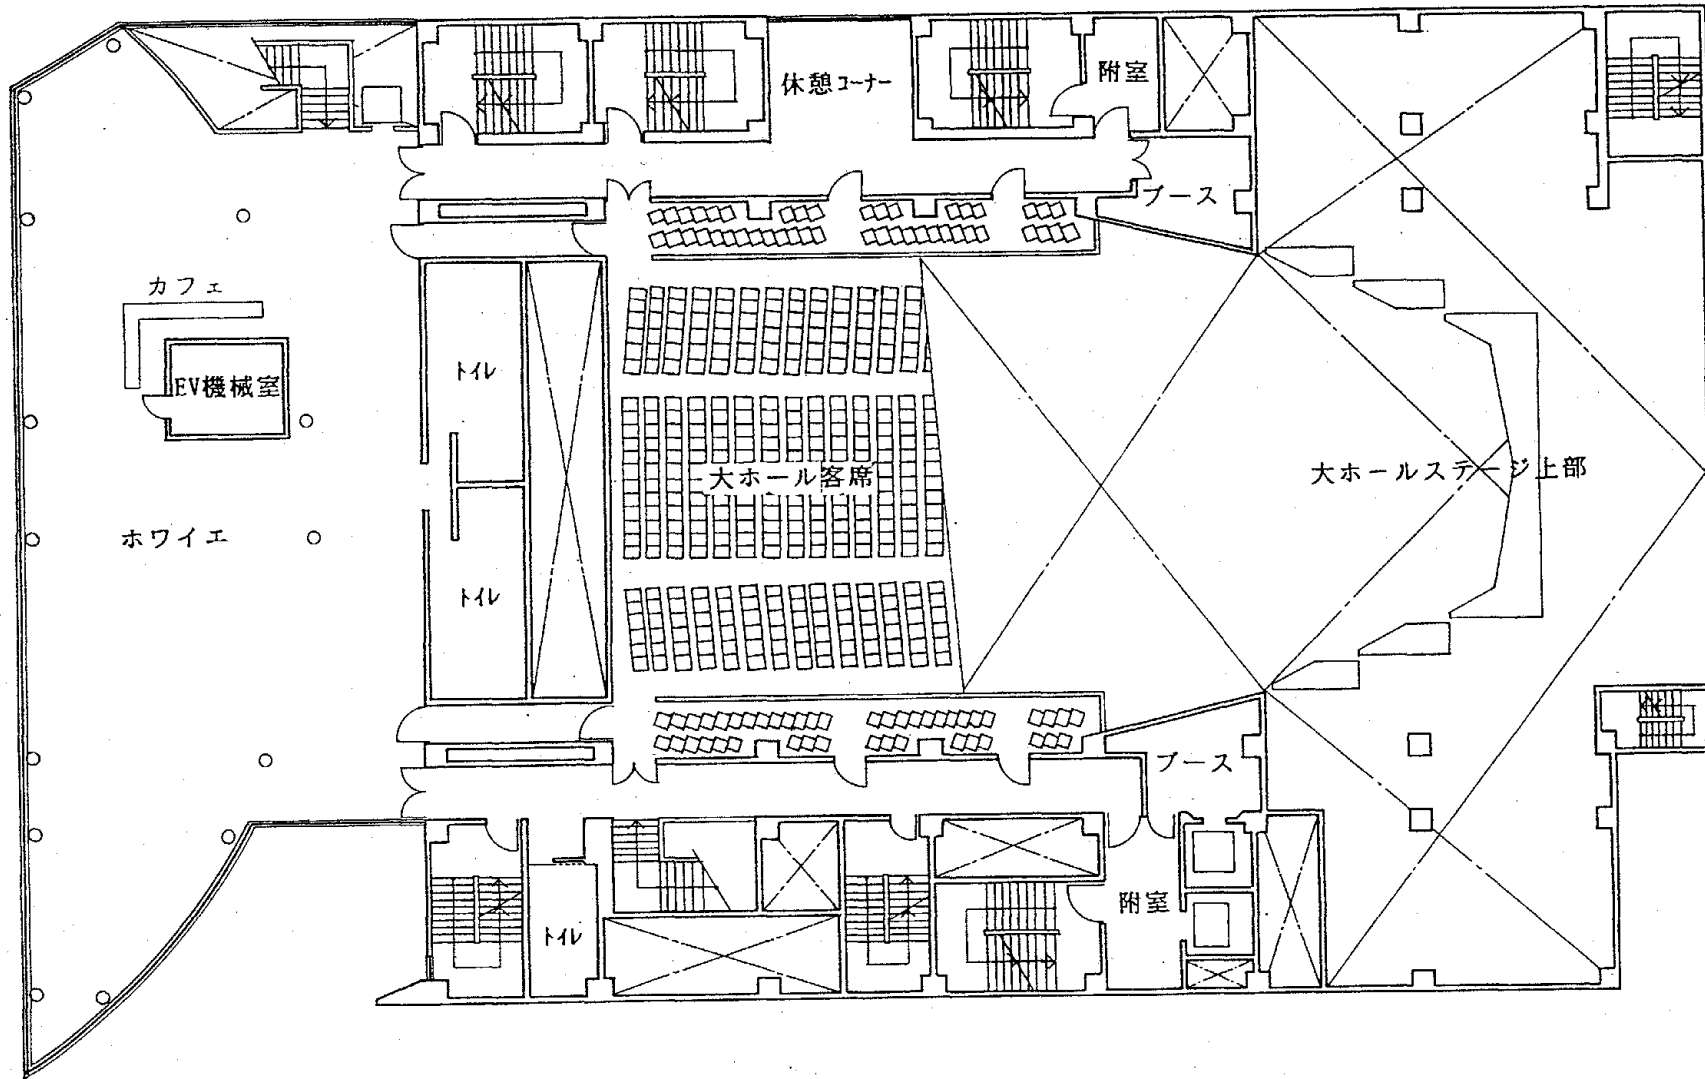 休憩コーナー
附室
ブース
カフェ
EV機械室
トイレ
大ホール客席
大ホールステージ上部
ホワイエ
トイレ
ブース
附室
トイレ